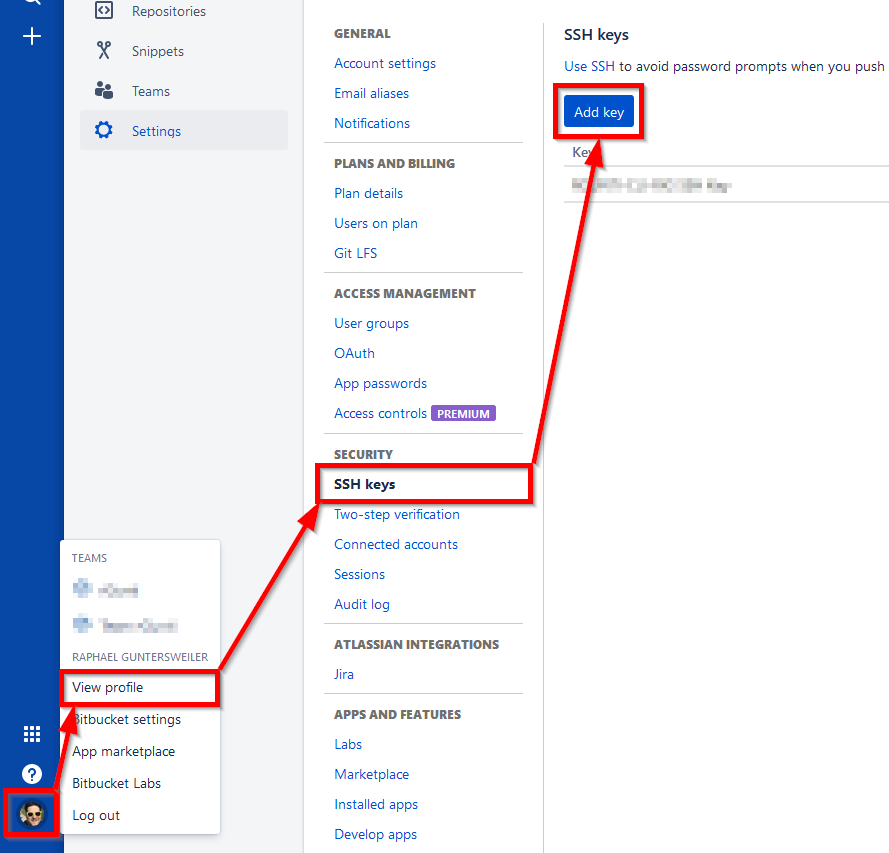 Repositories
Snippets
Teams
Settings
TEAMS
RAPHAEL GUNTERSWEILER
View profile
Bitbucket settings
App marketplace
Bitbucket Labs
Log out
GENERAL
Account settings
Email aliases
Notifications
PLANS AND BILLING
Plan details
Users on plan
Git LFS
ACCESS MANAGEMENT
User groups
OAuth
App passwords
Access controls PREMIUM
SECURITY
SSH keys
Two-step verification
Connected accounts
Sessions
Audit log
ATLASSIAN INTEGRATIONS
Jira
APPS AND FEATURES
Labs
Marketplace
Installed apps
Develop apps
SSH keys
Use SSH to avoid password prompts when you push
Add key
Key